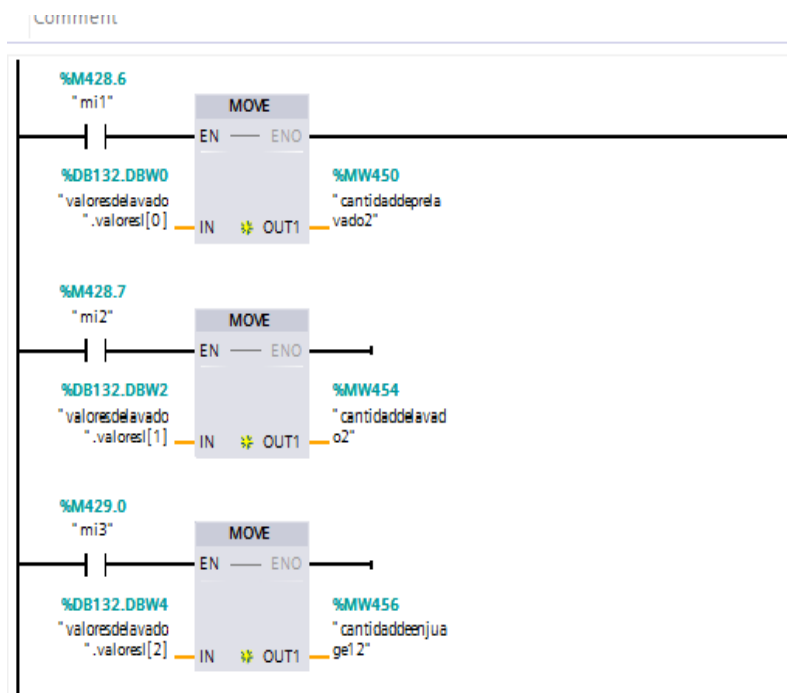 Comment
%M428.6
"mi1"
MOVE
EN
ENO
%DB132.DBW0
%MW450
"valoresdelavado
".valoresl[0]
"cantidaddeprela
vado2"
IN
OUT1
%M428.7
"mi2"
MOVE
EN
ENO
%DB132.DBW2
%MW454
"valoresdelavado
".valoresl[1]
"cantidaddelavad
o2"
IN
OUT1
%M429.0
"mi3"
MOVE
EN
ENO
%DB132.DBW4
%MW456
"valoresdelavado
".valoresl[2]
"cantidaddeenjua
ge12"
IN
OUT1